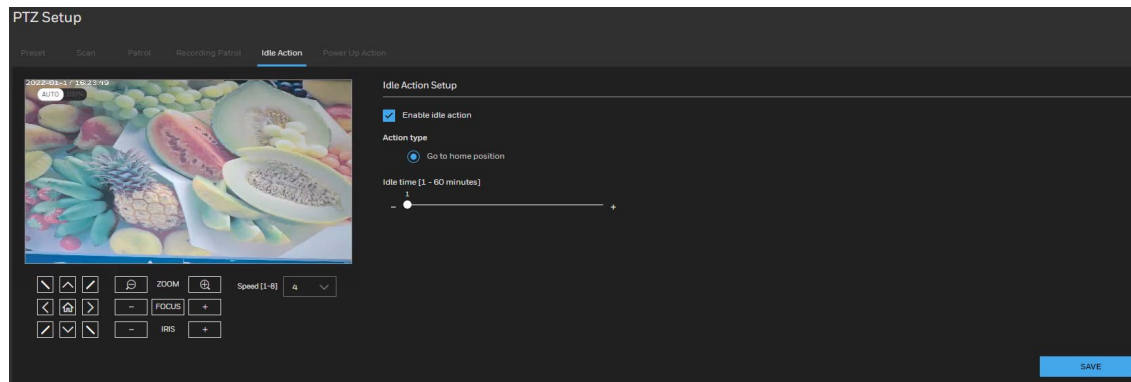 PTZ Setup
Preset Scan Patrol Recording Patrol Idle Action Power Up Action
2022-01-17 16:23:49
AUTO 100%
Idle Action Setup
Enable idle action
Action type
Go to home position
Idle time [1 - 60 minutes]
1
- +
ZOOM Speed [1-8] 4
- FOCUS +
- IRIS +
SAVE